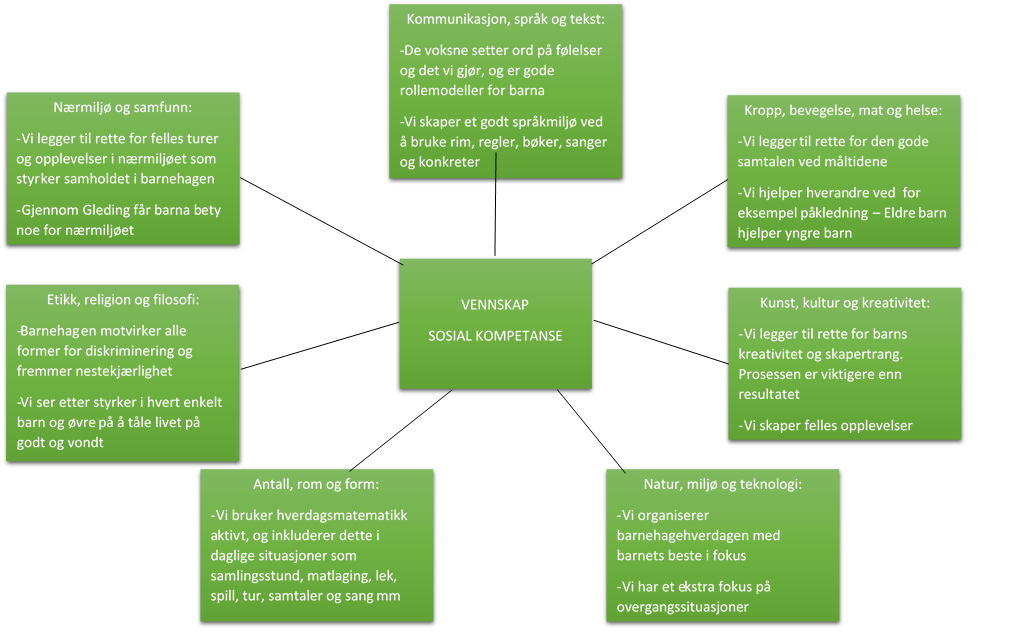 Kommunikasjon, språk og tekst:
-De voksne setter ord på følelser
og det vi gjør, og er gode
rollemodeller for barna
-Vi skaper et godt språkmiljø ved
å bruke rim, regler, bøker, sanger
og konkreter
Nærmiljø og samfunn:
-Vi legger til rette for felles turer
og opplevelser i nærmiljøet som
styrker samholdet i barnehagen
-Gjennom Gleding får barna bety
noe for nærmiljøet
Kropp, bevegelse, mat og helse:
-Vi legger til rette for den gode
samtalen ved måltidene
-Vi hjelper hverandre ved for
eksempel påkledning – Eldre barn
hjelper yngre barn
VENNSKAP
SOSIAL KOMPETANSE
Etikk, religion og filosofi:
-Barnehagen motvirker alle
former for diskriminering og
fremmer nestekjærlighet
-Vi ser etter styrker i hvert enkelt
barn og øvre på å tåle livet på
godt og vondt
Kunst, kultur og kreativitet:
-Vi legger til rette for barns
kreativitet og skapertrang.
Prosessen er viktigere enn
resultatet
-Vi skaper felles opplevelser
Antall, rom og form:
-Vi bruker hverdagsmatematikk
aktivt, og inkluderer dette i
daglige situasjoner som
samlingsstund, matlaging, lek,
spill, tur, samtaler og sang mm
Natur, miljø og teknologi:
-Vi organiserer
barnehagehverdagen med
barnets beste i fokus
-Vi har et ekstra fokus på
overgangssituasjoner